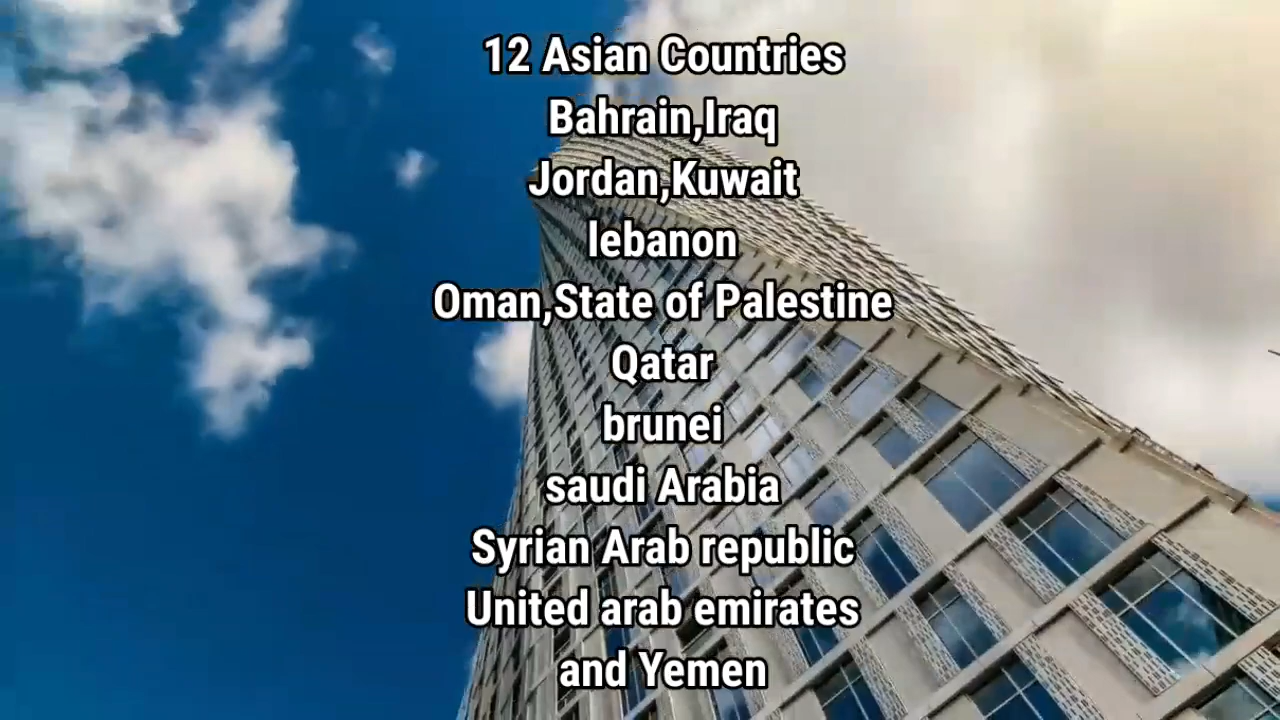 12 Asian Countries
Bahrain,Iraq
Jordan,Kuwait
lebanon
Oman,State of Palestine
Qatar
brunei
saudi Arabia
Syrian Arab republic
United arab emirates
and Yemen